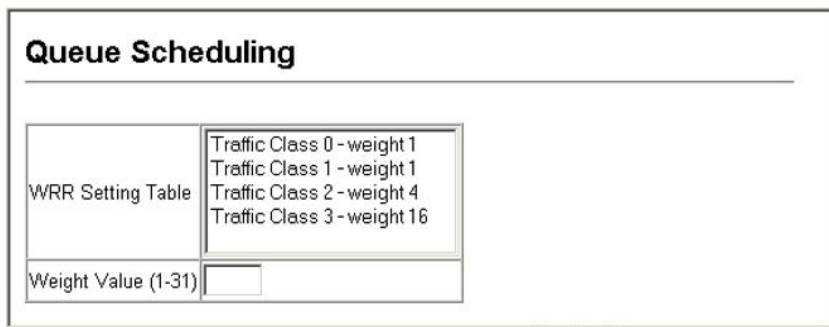 Queue Scheduling
WRR Setting Table
Traffic Class 0 - weight 1
Traffic Class 1 - weight 1
Traffic Class 2 - weight 4
Traffic Class 3 - weight 16
Weight Value (1-31)